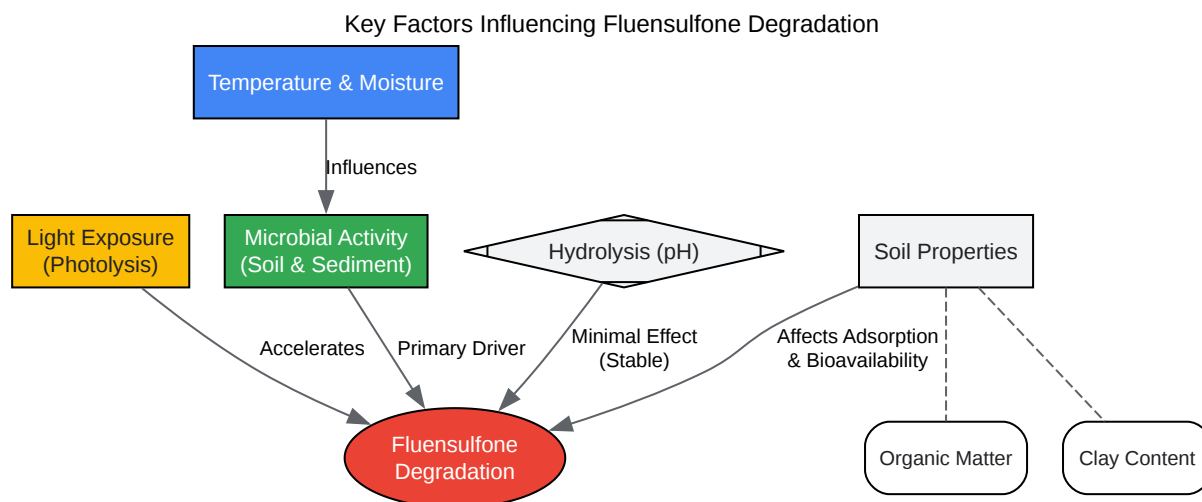 Key Factors Influencing Fluensulfone Degradation
Temperature & Moisture
Influences
Light Exposure
(Photolysis)
Microbial Activity
(Soil & Sediment)
Hydrolysis (pH)
Soil Properties
Accelerates
Primary Driver
Minimal Effect
(Stable)
Affects Adsorption
& Bioavailability
Fluensulfone
Degradation
Organic Matter
Clay Content